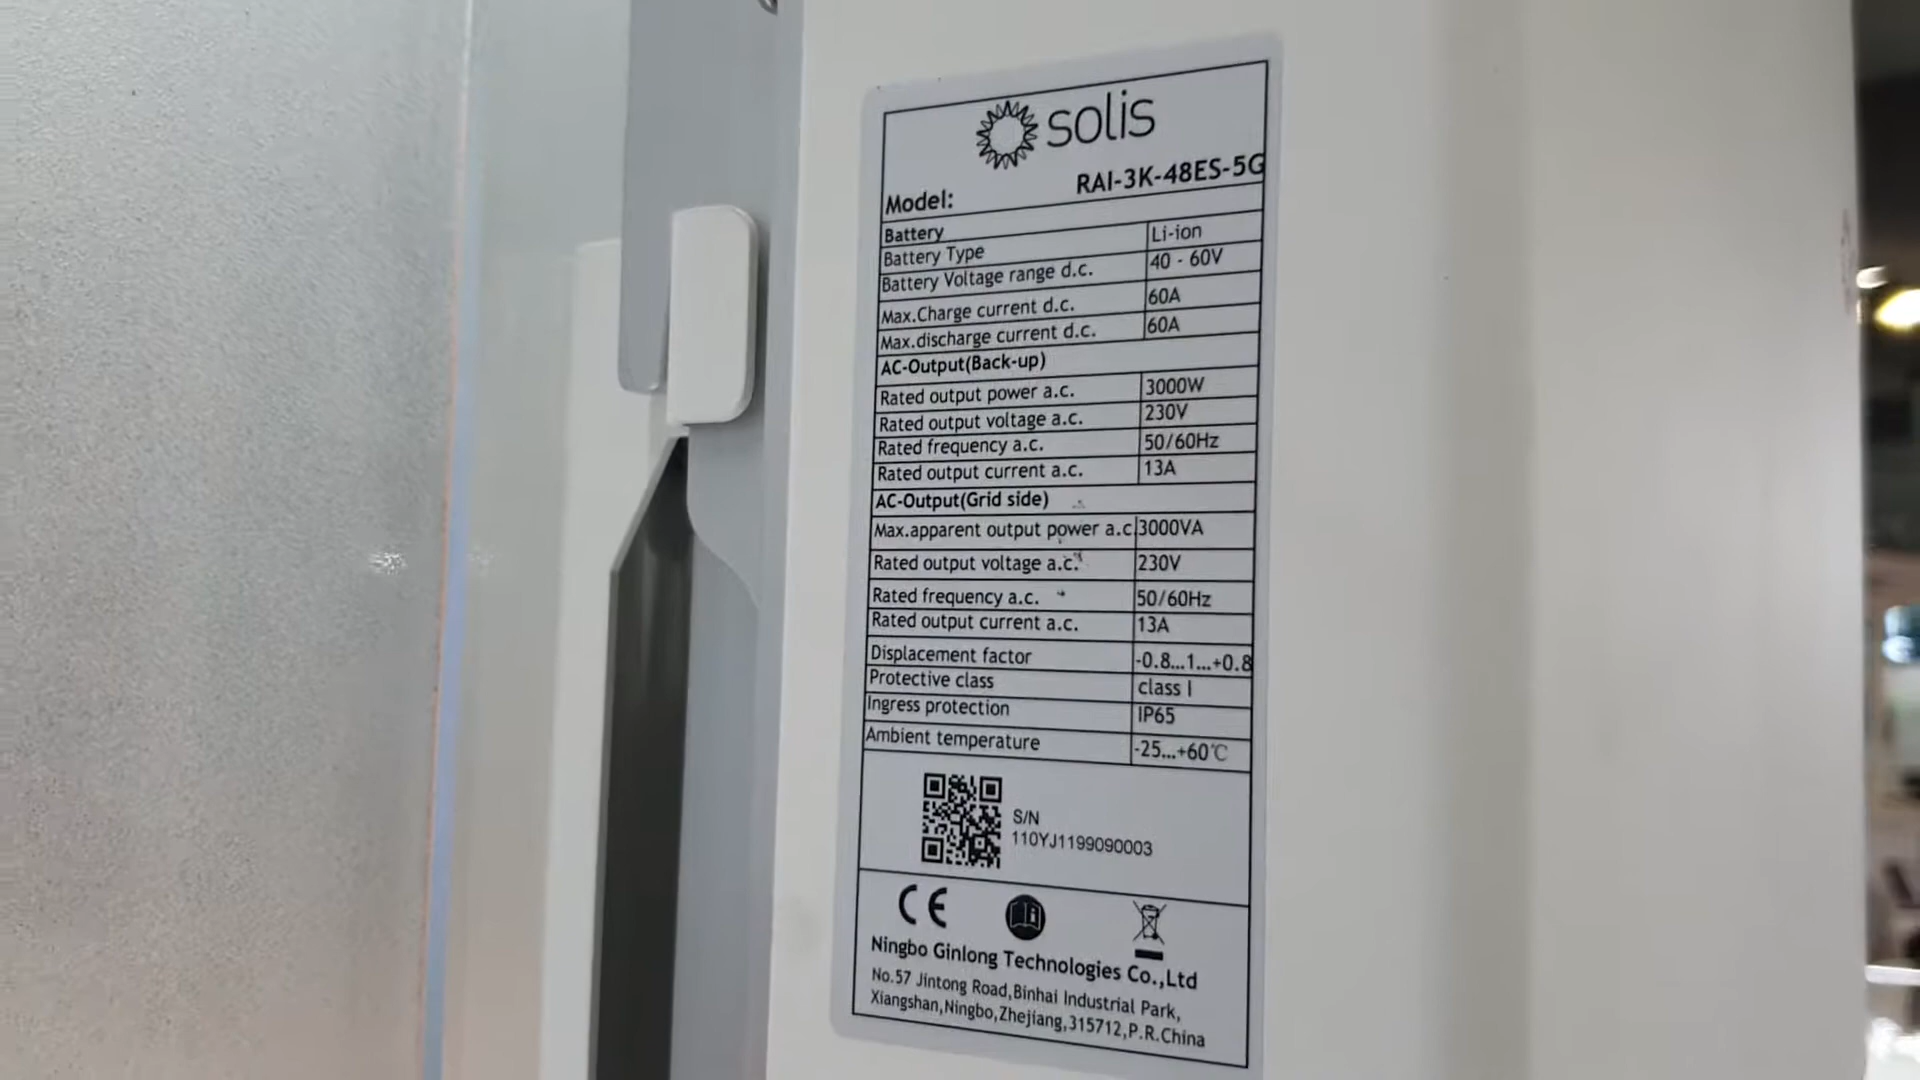 solis
Model: RAI-3K-48ES-5G
Battery
Battery Type Li-ion
Battery Voltage range d.c. 40 - 60V
Max.Charge current d.c. 60A
Max.discharge current d.c. 60A
AC-Output(Back-up)
Rated output power a.c. 3000W
Rated output voltage a.c. 230V
Rated frequency a.c. 50/60Hz
Rated output current a.c. 13A
AC-Output(Grid side)
Max.apparent output power a.c. 3000VA
Rated output voltage a.c. 230V
Rated frequency a.c. 50/60Hz
Rated output current a.c. 13A
Displacement factor -0.8...1...+0.8
Protective class class I
Ingress protection IP65
Ambient temperature -25...+60℃
S/N
110YJ1199090003
CE
Ningbo Ginlong Technologies Co.,Ltd
No.57 Jintong Road,Binhai Industrial Park,
Xiangshan,Ningbo,Zhejiang,315712,P.R.China